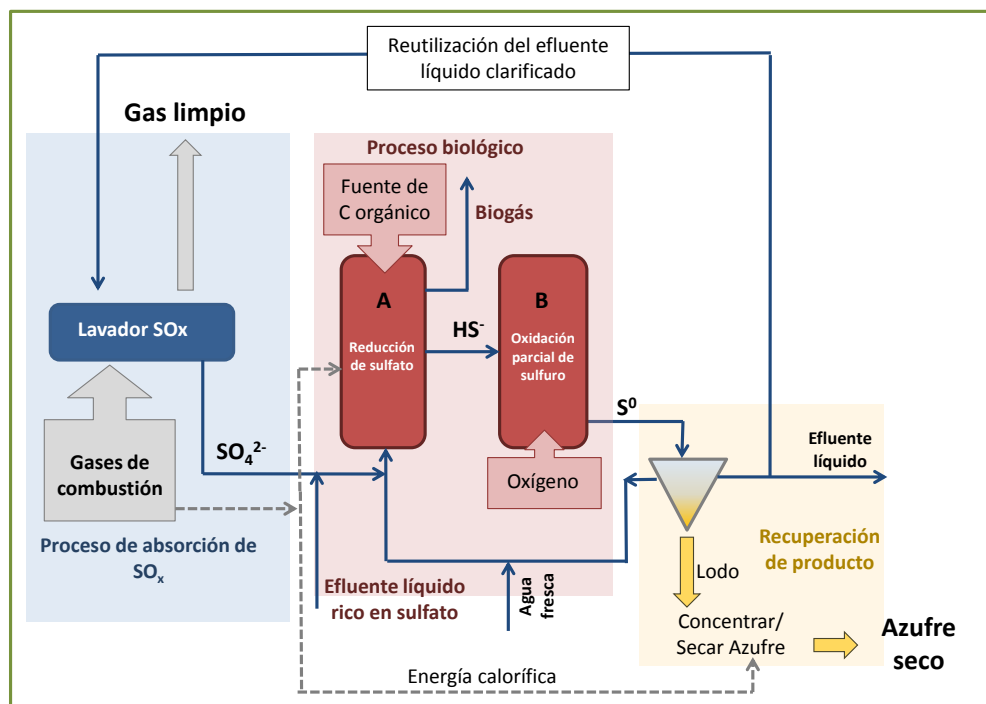 Reutilización del efluente
líquido clarificado
Gas limpio
Proceso biológico
Fuente de
C orgánico
Biogás
A
B
Lavador SOx
HS⁻
Reducción
de sulfato
Oxidación
parcial de
sulfuro
S⁰
SO₄²⁻
Gases de
combustión
Oxígeno
Efluente
líquido
Proceso de absorción de
SOₓ
Efluente líquido
rico en sulfato
Agua
fresca
Recuperación
de producto
Lodo
Concentrar/
Secar Azufre
Azufre
seco
Energía calorífica